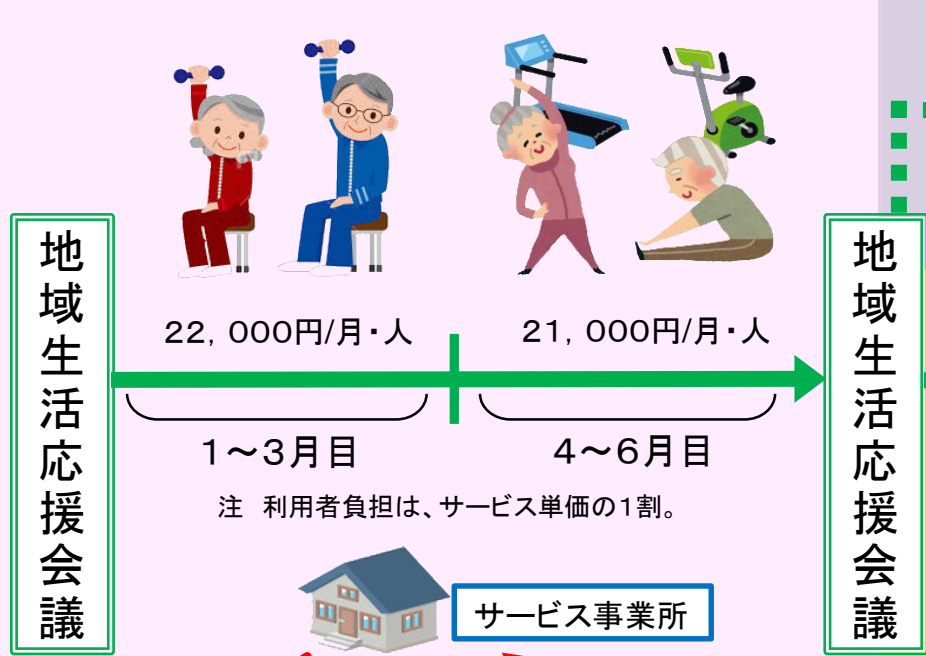 地域生活応援会議
22,000円/月・人
21,000円/月・人
1～3月目
4～6月目
注　利用者負担は、サービス単価の1割。
サービス事業所
地域生活応援会議